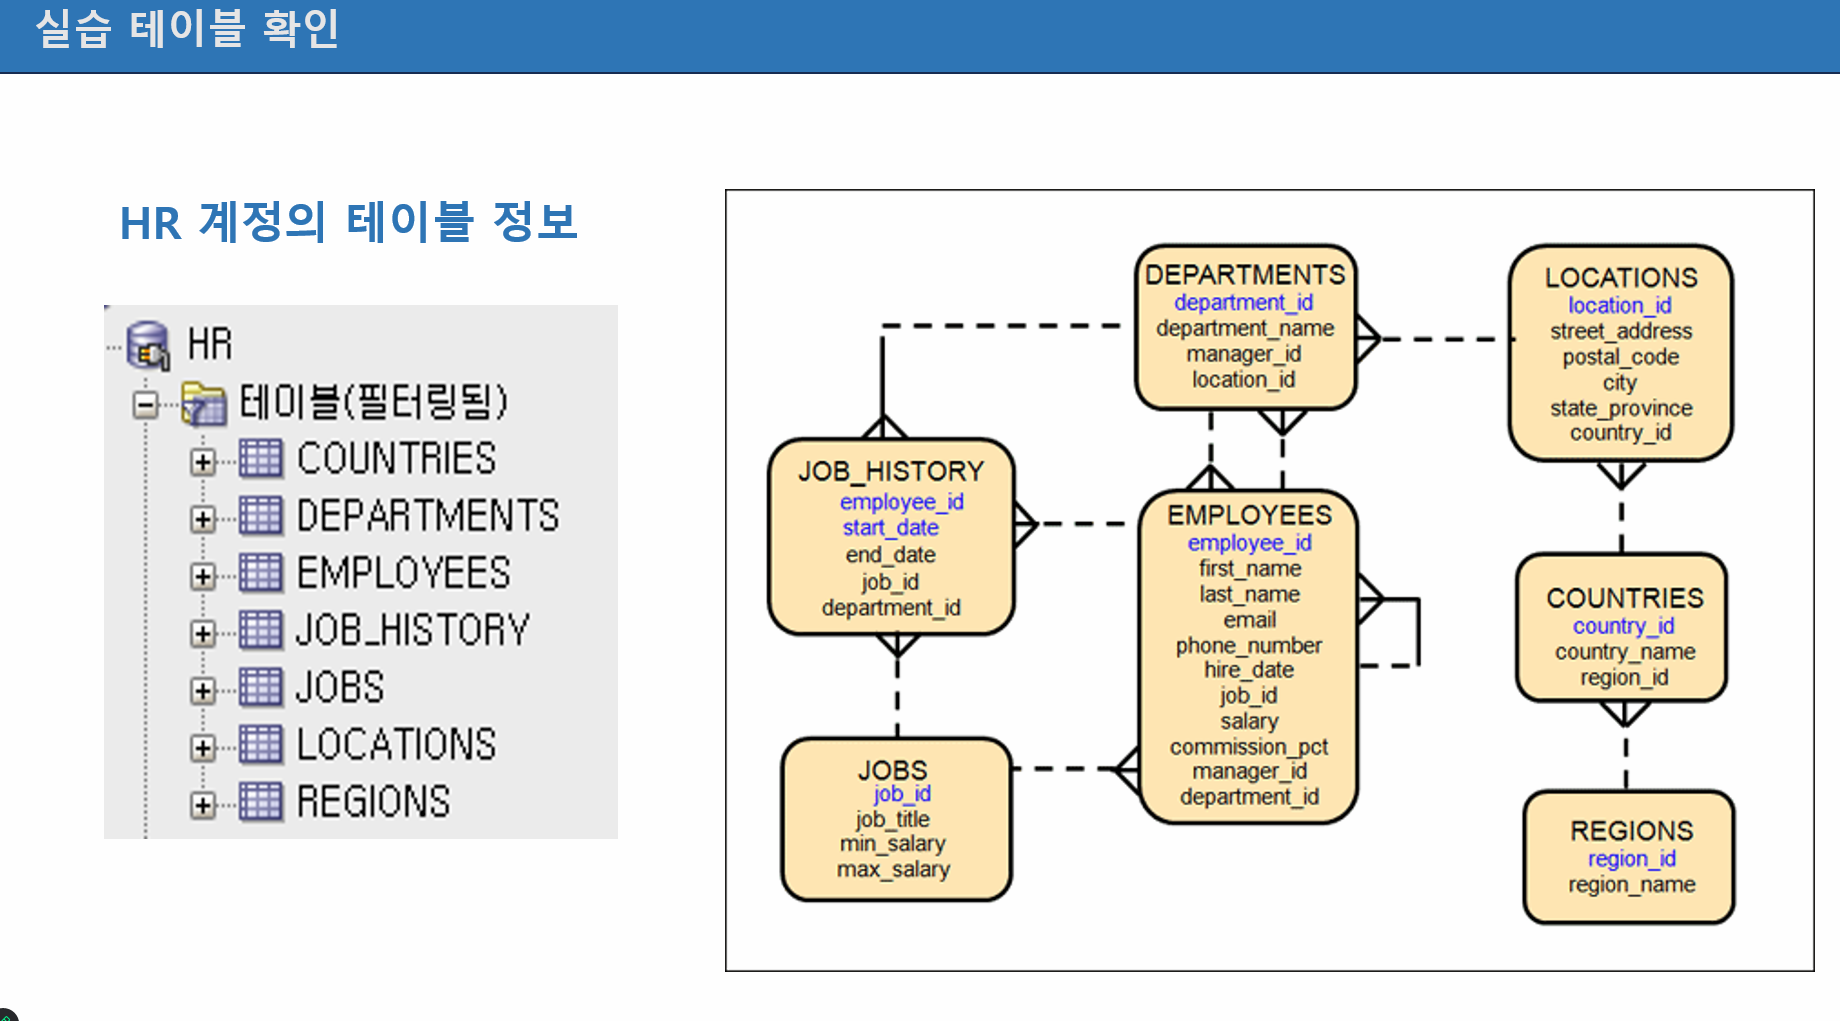 실습 테이블 확인
HR 계정의 테이블 정보
HR
테이블(필터링됨)
COUNTRIES
DEPARTMENTS
EMPLOYEES
JOB_HISTORY
JOBS
LOCATIONS
REGIONS
DEPARTMENTS
department_id
department_name
manager_id
location_id
LOCATIONS
location_id
street_address
postal_code
city
state_province
country_id
JOB_HISTORY
employee_id
start_date
end_date
job_id
department_id
EMPLOYEES
employee_id
first_name
last_name
email
phone_number
hire_date
job_id
salary
commission_pct
manager_id
department_id
COUNTRIES
country_id
country_name
region_id
JOBS
job_id
job_title
min_salary
max_salary
REGIONS
region_id
region_name